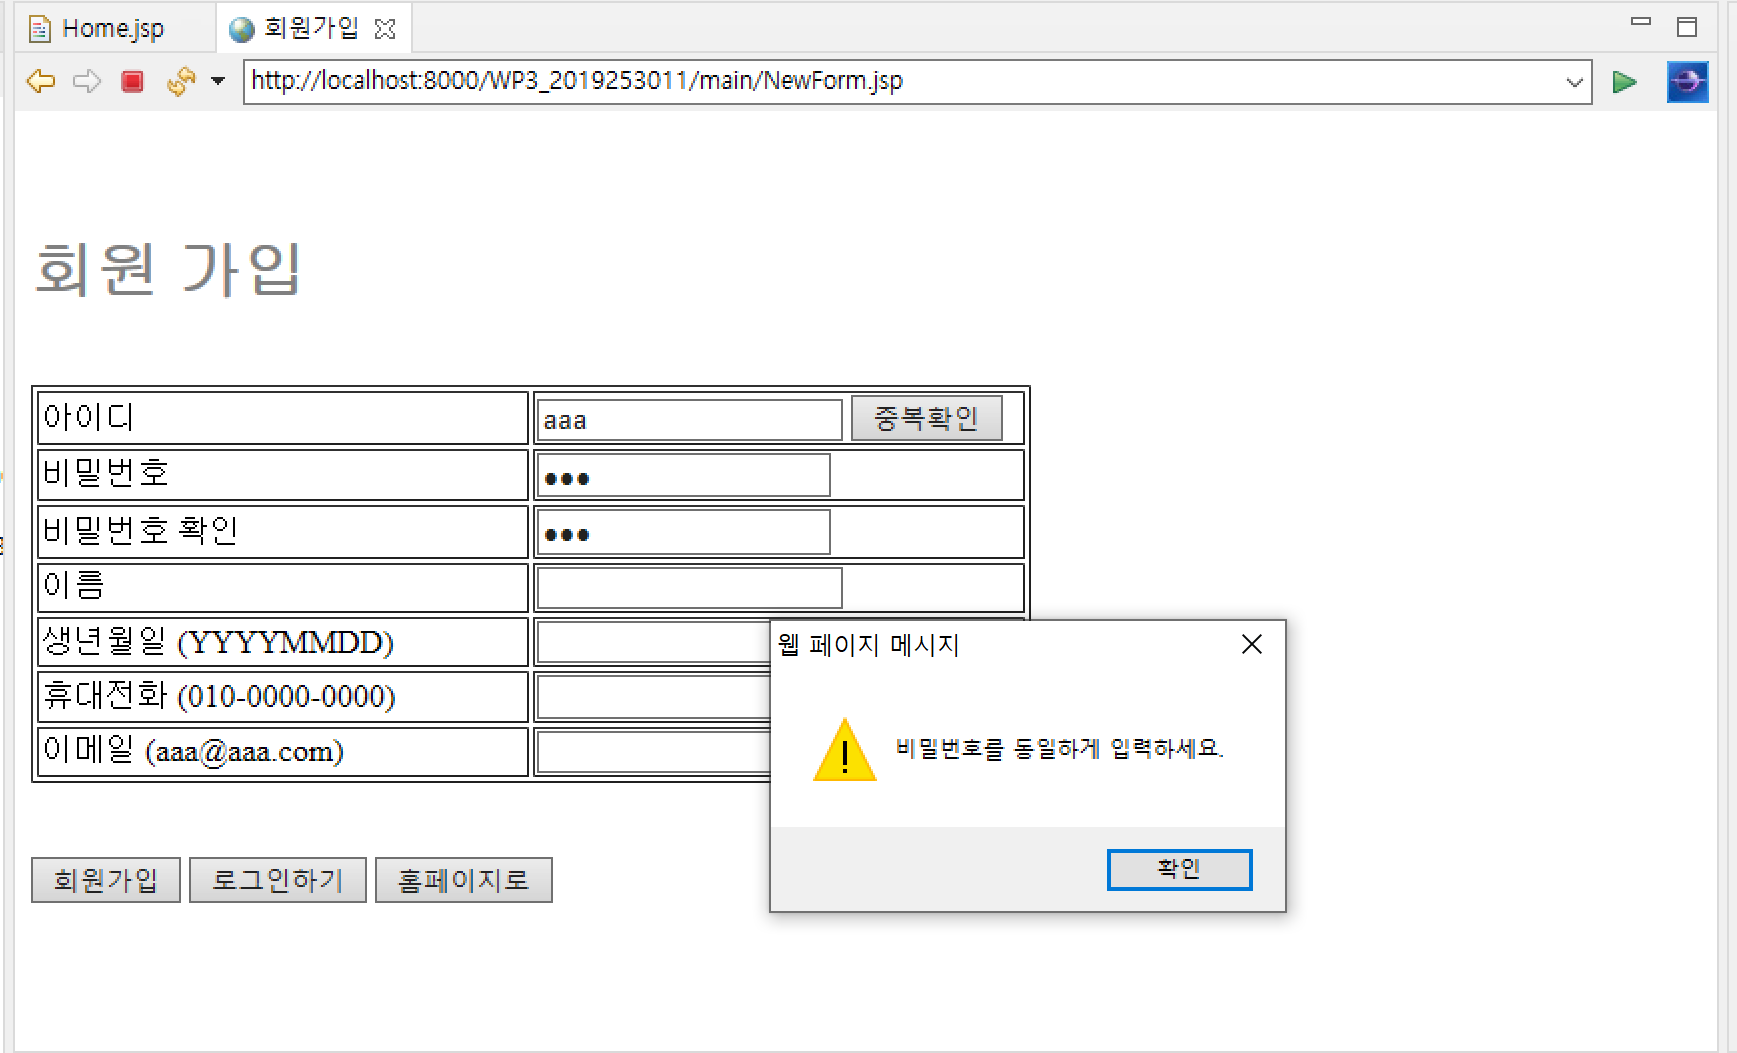 Home.jsp
회원가입
http://localhost:8000/WP3_2019253011/main/NewForm.jsp
회원 가입
아이디 aaa 중복확인
비밀번호 ●●●
비밀번호 확인 ●●●
이름
생년월일 (YYYYMMDD)
휴대전화 (010-0000-0000)
이메일 (aaa@aaa.com)
웹 페이지 메시지
비밀번호를 동일하게 입력하세요.
확인
회원가입 로그인하기 홈페이지로